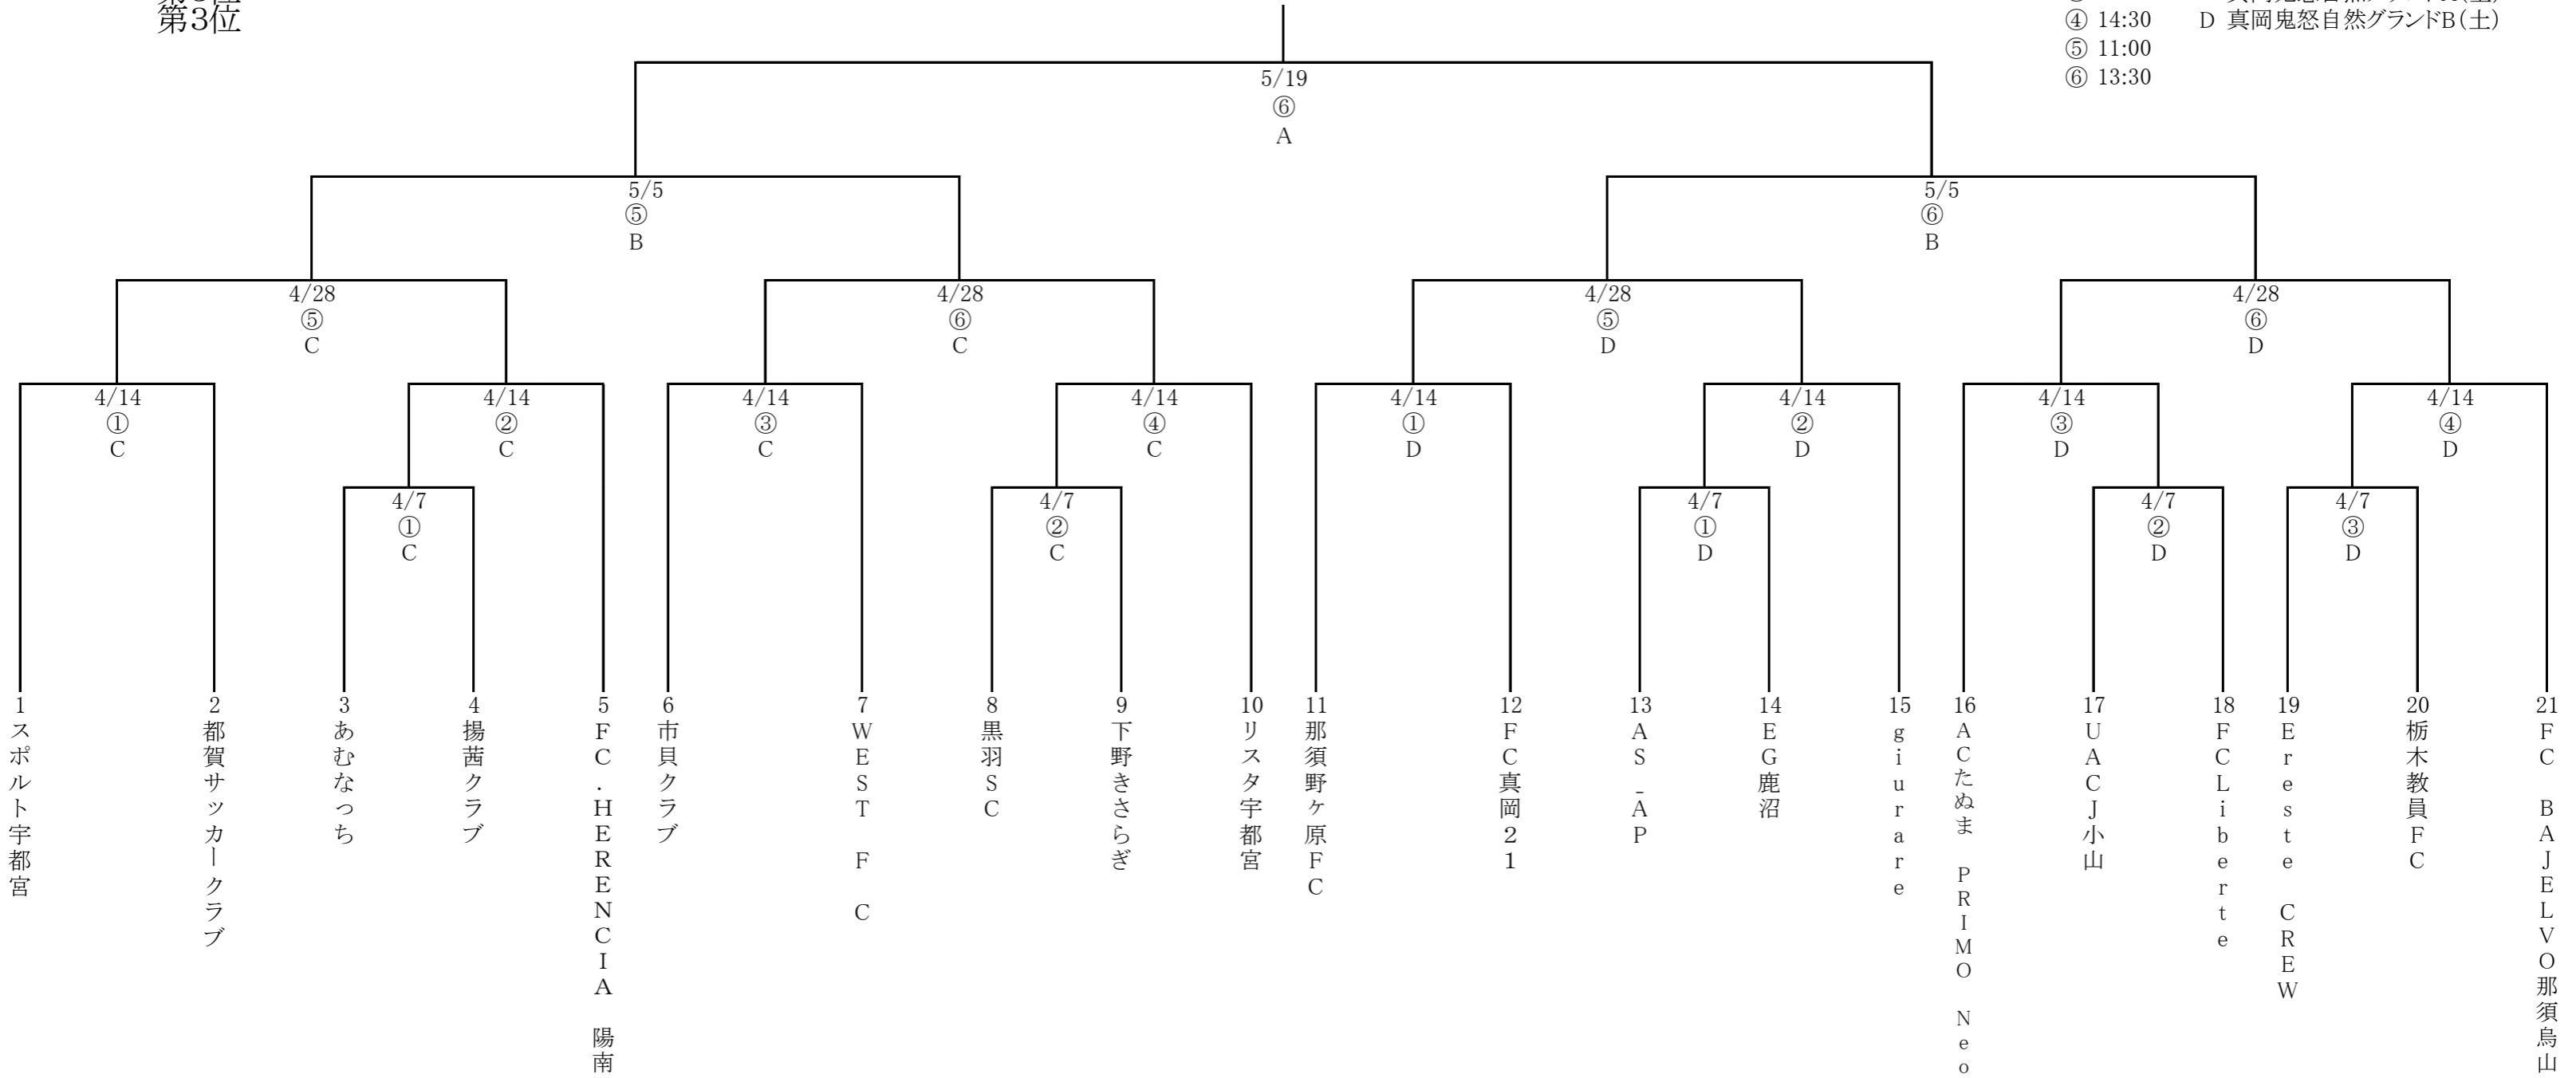 第3位
④ 14:30 D 真岡鬼怒自然グランドB(土)
⑤ 11:00
⑥ 13:30
5/19
⑥
A
5/5
⑤
B
5/5
⑥
B
4/28
⑤
C
4/28
⑥
C
4/28
⑤
D
4/28
⑥
D
4/14
①
C
4/14
②
C
4/14
③
C
4/14
④
C
4/14
①
D
4/14
②
D
4/14
③
D
4/14
④
D
4/7
①
C
4/7
②
C
4/7
①
D
4/7
②
D
4/7
③
D
1 スポルト宇都宮
2 都賀サッカークラブ
3 あむなっち
4 揚茜クラブ
5 FC.HERENCIA 陽南
6 市貝クラブ
7 WEST FC
8 黒羽SC
9 下野きさらぎ
10 リスタ宇都宮
11 那須野ヶ原FC
12 FC真岡21
13 AS-AP
14 EG鹿沼
15 giurare
16 ACたぬま PRIMO Neo
17 UACJ小山
18 FCLiberte
19 Ereste CREW
20 栃木教員FC
21 FC BAJELVO那須烏山